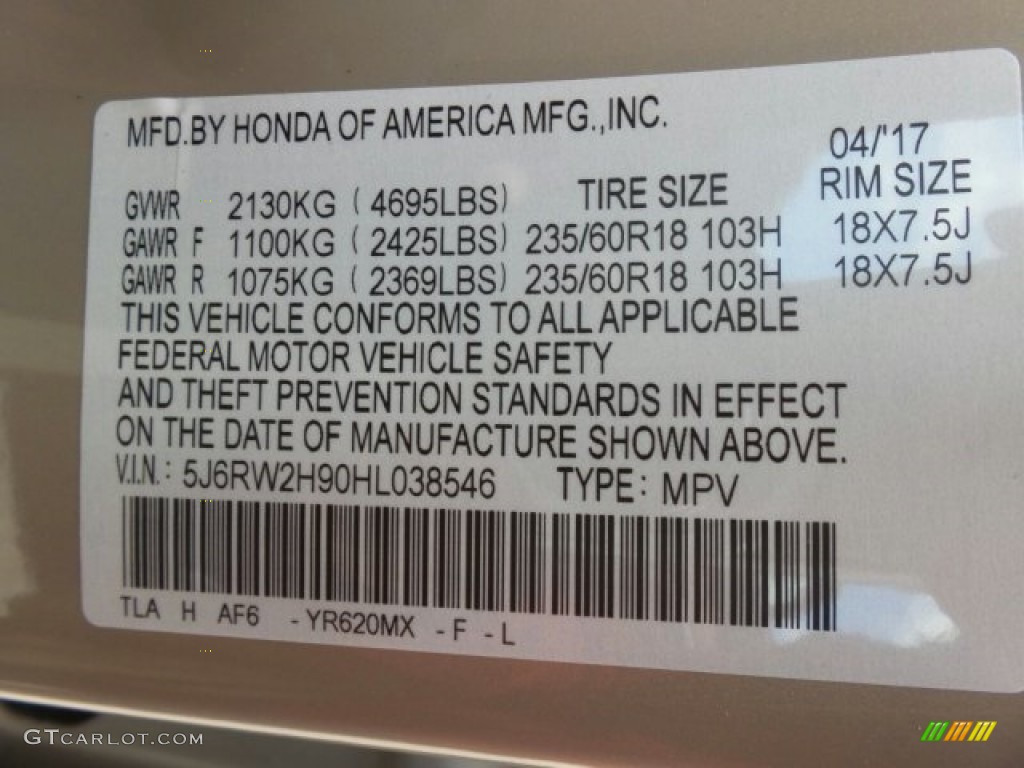 MFD.BY HONDA OF AMERICA MFG.,INC.
04/'17
GVWR 2130KG ( 4695LBS) TIRE SIZE RIM SIZE
GAWR F 1100KG ( 2425LBS) 235/60R18 103H 18X7.5J
GAWR R 1075KG ( 2369LBS) 235/60R18 103H 18X7.5J
THIS VEHICLE CONFORMS TO ALL APPLICABLE
FEDERAL MOTOR VEHICLE SAFETY
AND THEFT PREVENTION STANDARDS IN EFFECT
ON THE DATE OF MANUFACTURE SHOWN ABOVE.
V.I.N.: 5J6RW2H90HL038546 TYPE: MPV
TLA H AF6 - YR620MX - F - L
GTCARLOT.COM